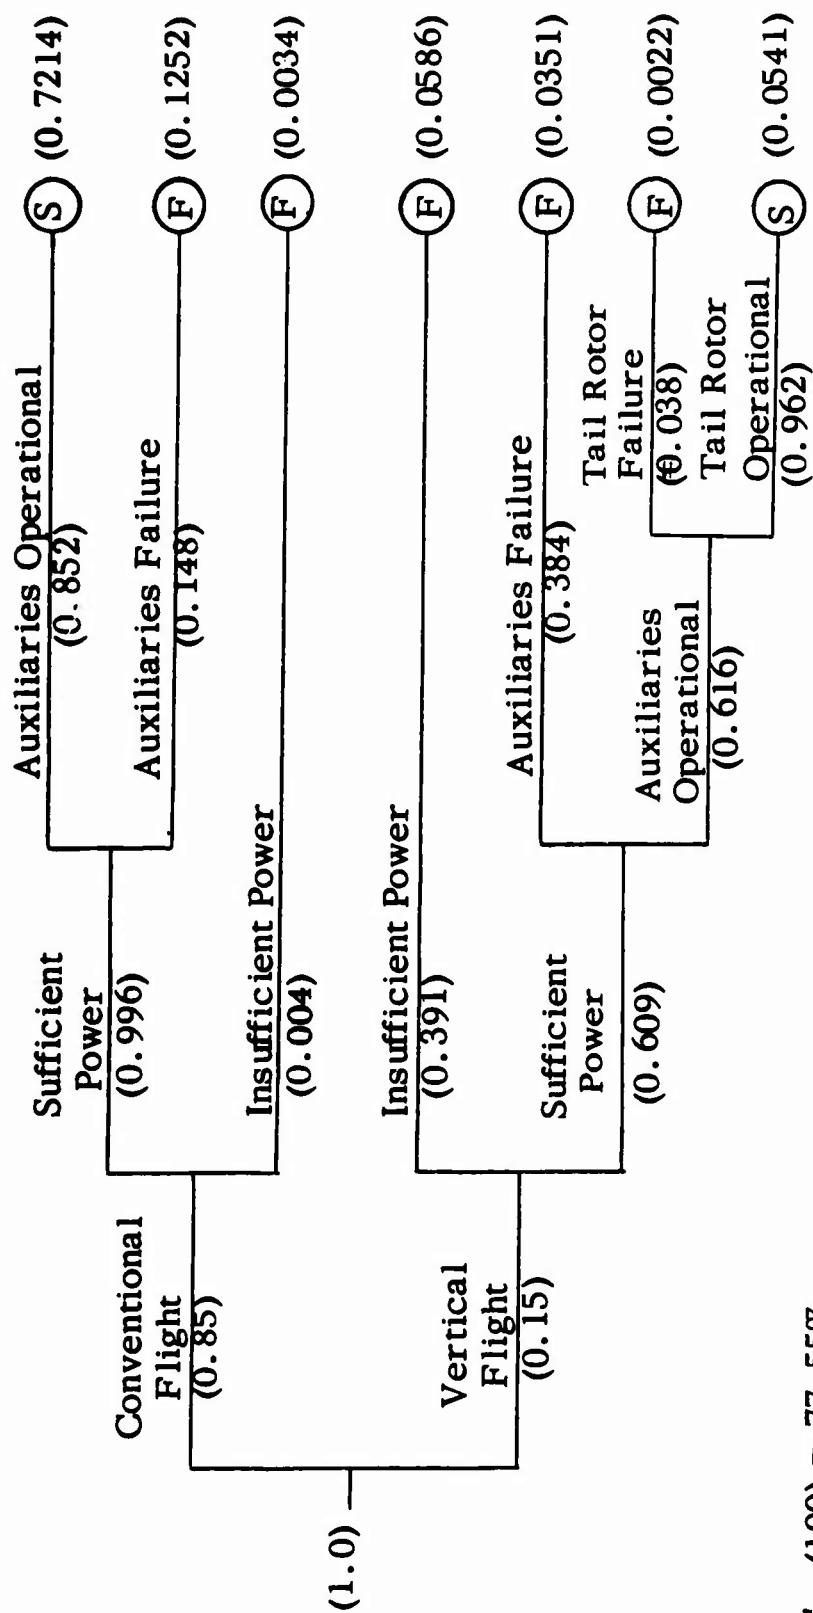 Auxiliaries Operational
(0.852)
S (0.7214)
Sufficient
Power
(0.996)
Auxiliaries Failure
(0.148)
F (0.1252)
Conventional
Flight
(0.85)
Insufficient Power
(0.004)
F (0.0034)
(1.0)
Insufficient Power
(0.391)
F (0.0586)
Vertical
Flight
(0.15)
Auxiliaries Failure
(0.384)
F (0.0351)
Sufficient
Power
(0.609)
Tail Rotor
Failure
(0.038)
F (0.0022)
Auxiliaries
Operational
(0.616)
Tail Rotor
Operational
(0.962)
S (0.0541)
(100) = 77.55%